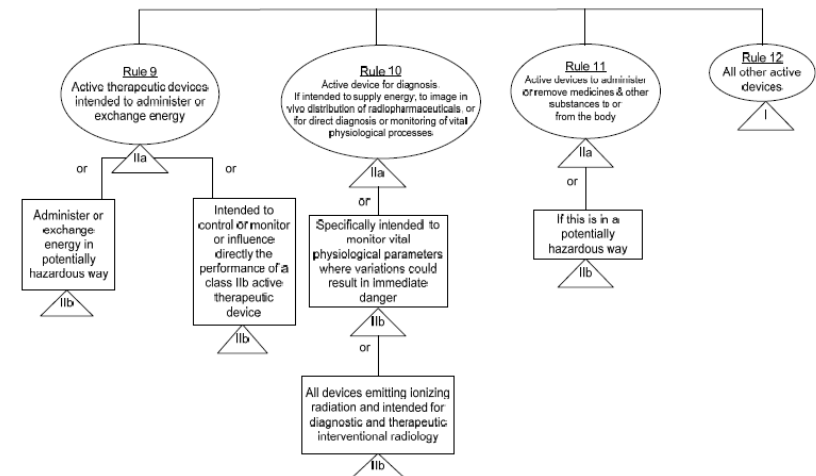 Rule 9
Active therapeutic devices
intended to administer or
exchange energy
IIa
or
or
Administer or
exchange
energy in
potentially
hazardous way
IIb
Intended to
control or monitor
or influence
directly the
performance of a
class IIb active
therapeutic
device
IIb
Rule 10
Active device for diagnosis.
If intended to supply energy, to image in
vivo distribution of radiopharmaceuticals, or
for direct diagnosis or monitoring of vital
physiological processes
IIa
or
Specifically intended to
monitor vital
physiological parameters
where variations could
result in immediate
danger
IIb
or
All devices emitting ionizing
radiation and intended for
diagnostic and therapeutic
interventional radiology
IIb
Rule 11
Active devices to administer
or remove medicines & other
substances to or
from the body
IIa
or
If this is in a
potentially
hazardous way
IIb
Rule 12
All other active
devices
I